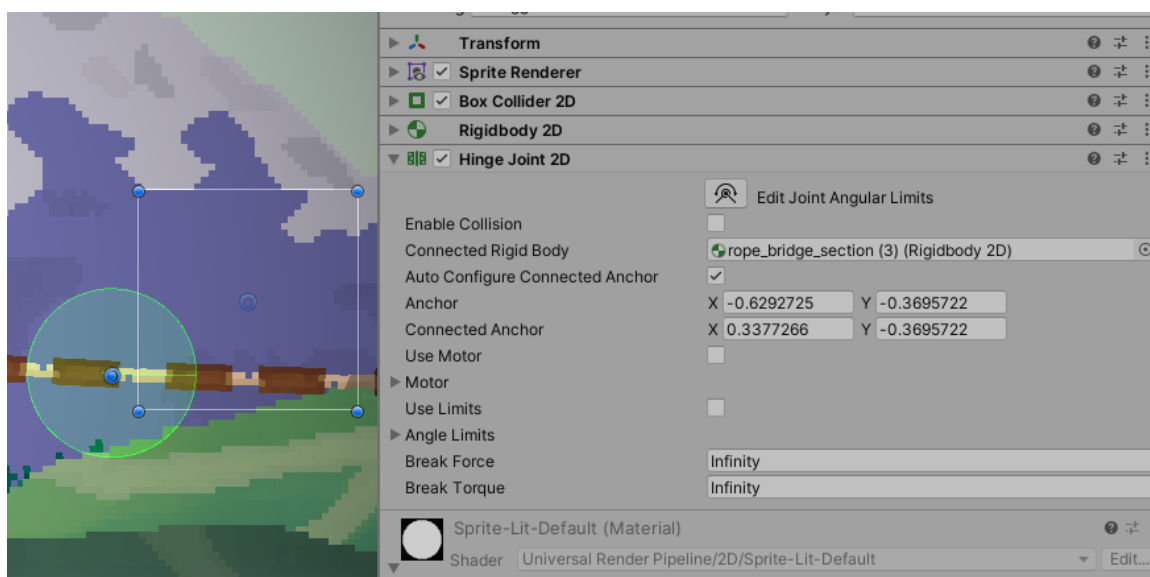 Transform
Sprite Renderer
Box Collider 2D
Rigidbody 2D
Hinge Joint 2D
Edit Joint Angular Limits
Enable Collision
Connected Rigid Body rope_bridge_section (3) (Rigidbody 2D)
Auto Configure Connected Anchor
Anchor X -0.6292725 Y -0.3695722
Connected Anchor X 0.3377266 Y -0.3695722
Use Motor
Motor
Use Limits
Angle Limits
Break Force Infinity
Break Torque Infinity
Sprite-Lit-Default (Material)
Shader Universal Render Pipeline/2D/Sprite-Lit-Default Edit...